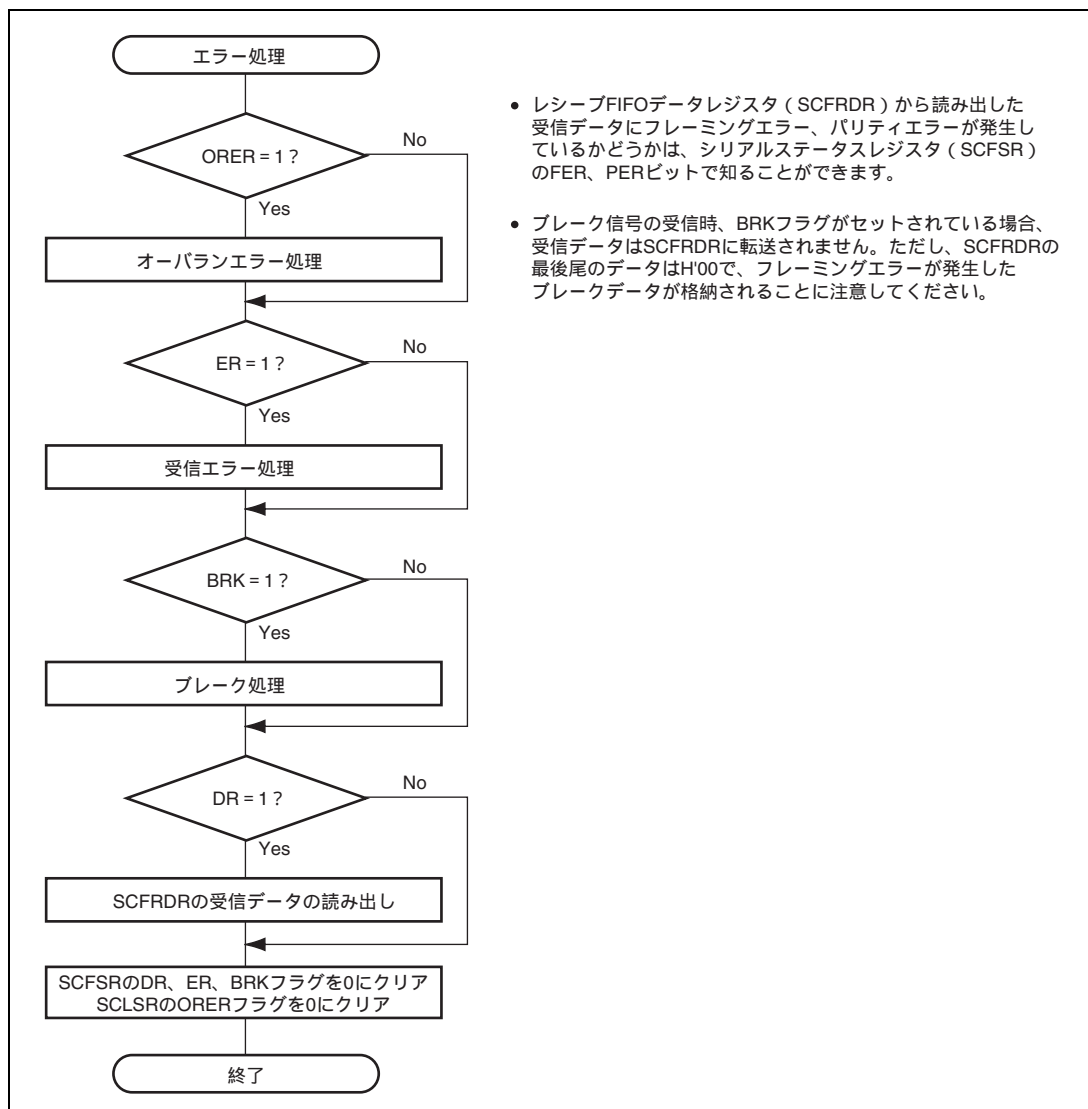 エラー処理
ORER = 1 ?
No
Yes
オーバランエラー処理
ER = 1 ?
No
Yes
受信エラー処理
BRK = 1 ?
No
Yes
ブレーク処理
DR = 1 ?
No
Yes
SCFRDRの受信データの読み出し
SCFSRのDR、ER、BRKフラグを0にクリア
SCLSRのORERフラグを0にクリア
終了
● レシーブFIFOデータレジスタ(SCFRDR)から読み出した
受信データにフレーミングエラー、パリティエラーが発生し
ているかどうかは、シリアルステータスレジスタ(SCFSR)
のFER、PERビットで知ることができます。
● ブレーク信号の受信時、BRKフラグがセットされている場合、
受信データはSCFRDRに転送されません。ただし、SCFRDRの
最後尾のデータはH'00で、フレーミングエラーが発生した
ブレークデータが格納されることに注意してください。